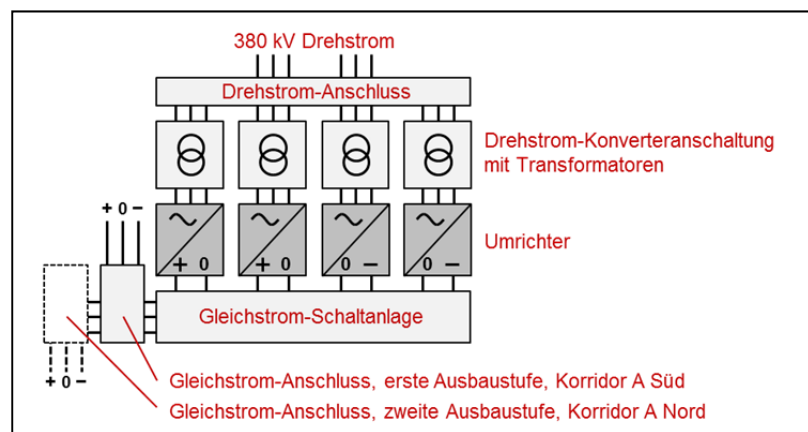 380 kV Drehstrom
Drehstrom-Anschluss
Drehstrom-Konverteranschaltung
mit Transformatoren
+ 0 −
Umrichter
+ 0
+ 0
0 −
0 −
Gleichstrom-Schaltanlage
+ 0 −
Gleichstrom-Anschluss, erste Ausbaustufe, Korridor A Süd
Gleichstrom-Anschluss, zweite Ausbaustufe, Korridor A Nord